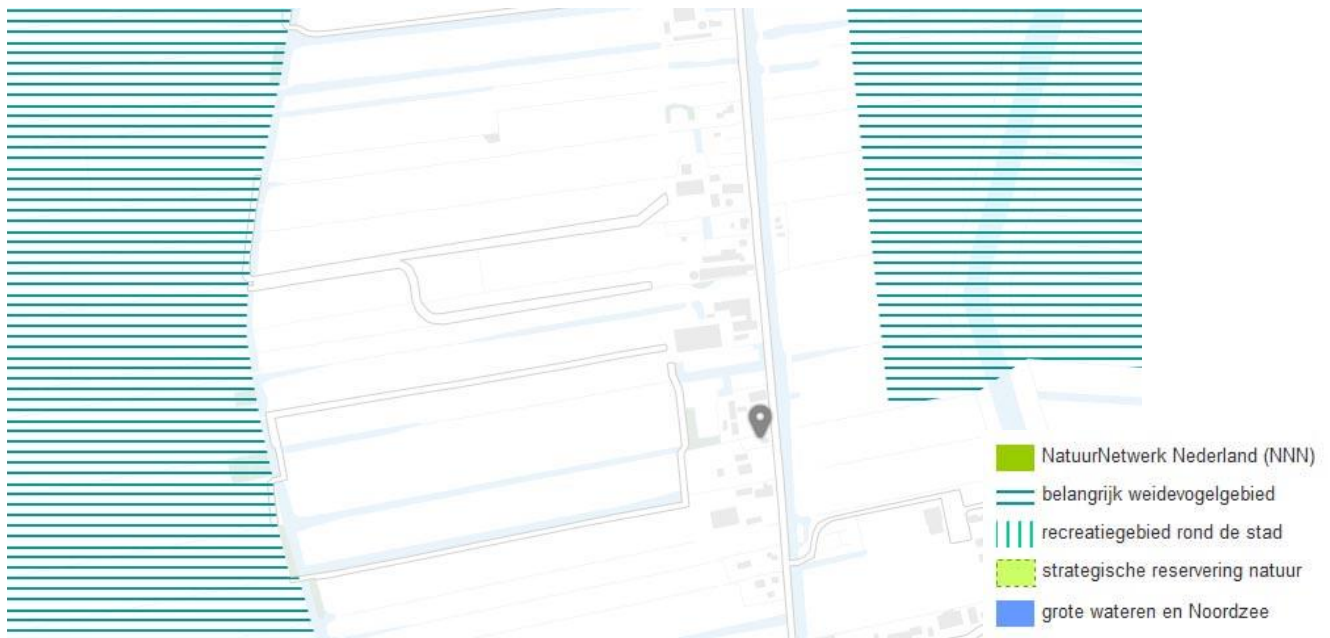 NatuurNetwerk Nederland (NNN)
belangrijk weidevogelgebied
recreatiegebied rond de stad
strategische reservering natuur
grote wateren en Noordzee